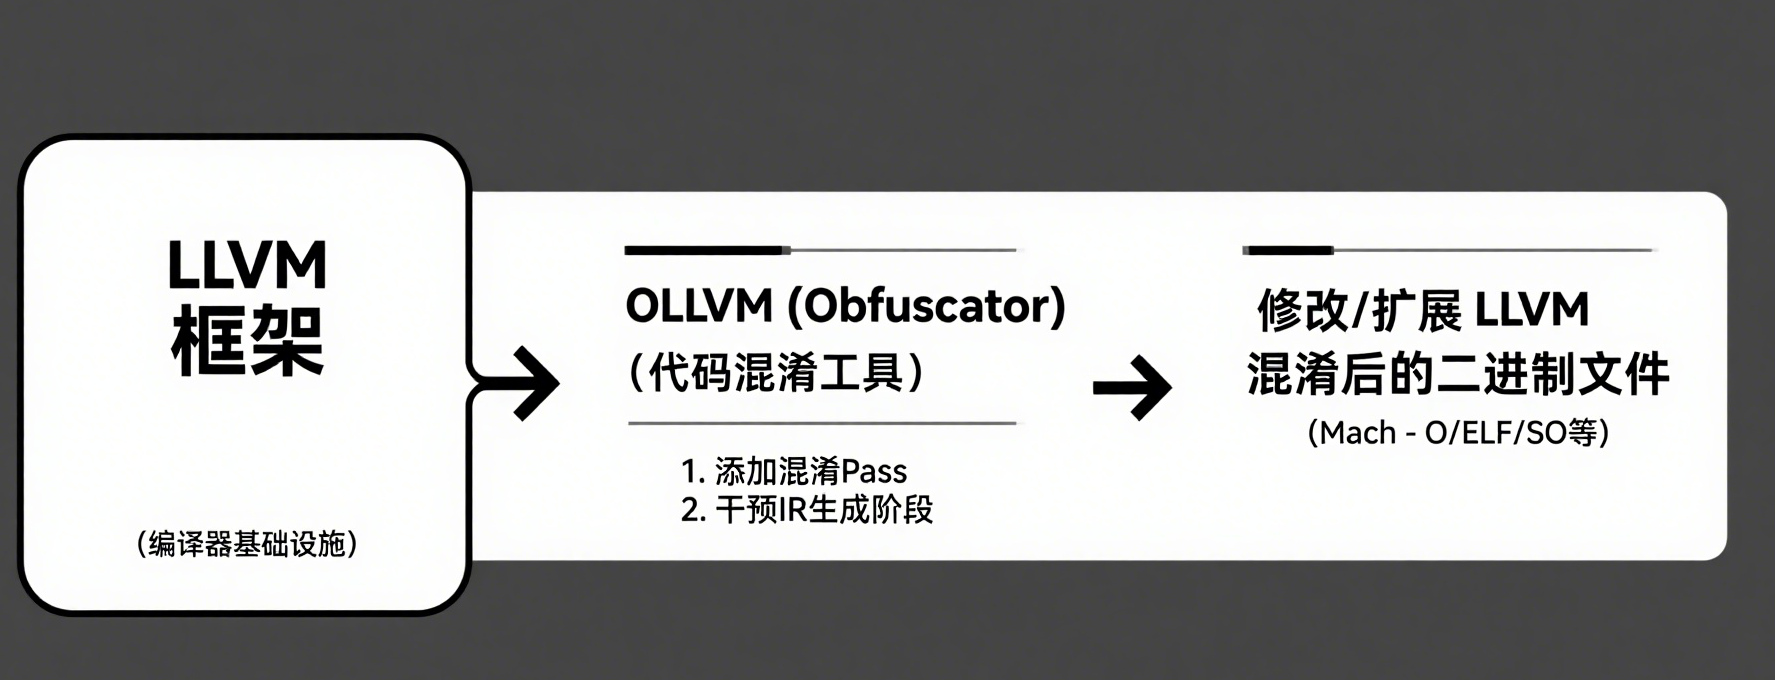 LLVM
框架
(编译器基础设施)
OLLVM (Obfuscator)
（代码混淆工具）
1. 添加混淆Pass
2. 干预IR生成阶段
修改/扩展 LLVM
混淆后的二进制文件
(Mach - O/ELF/SO等)